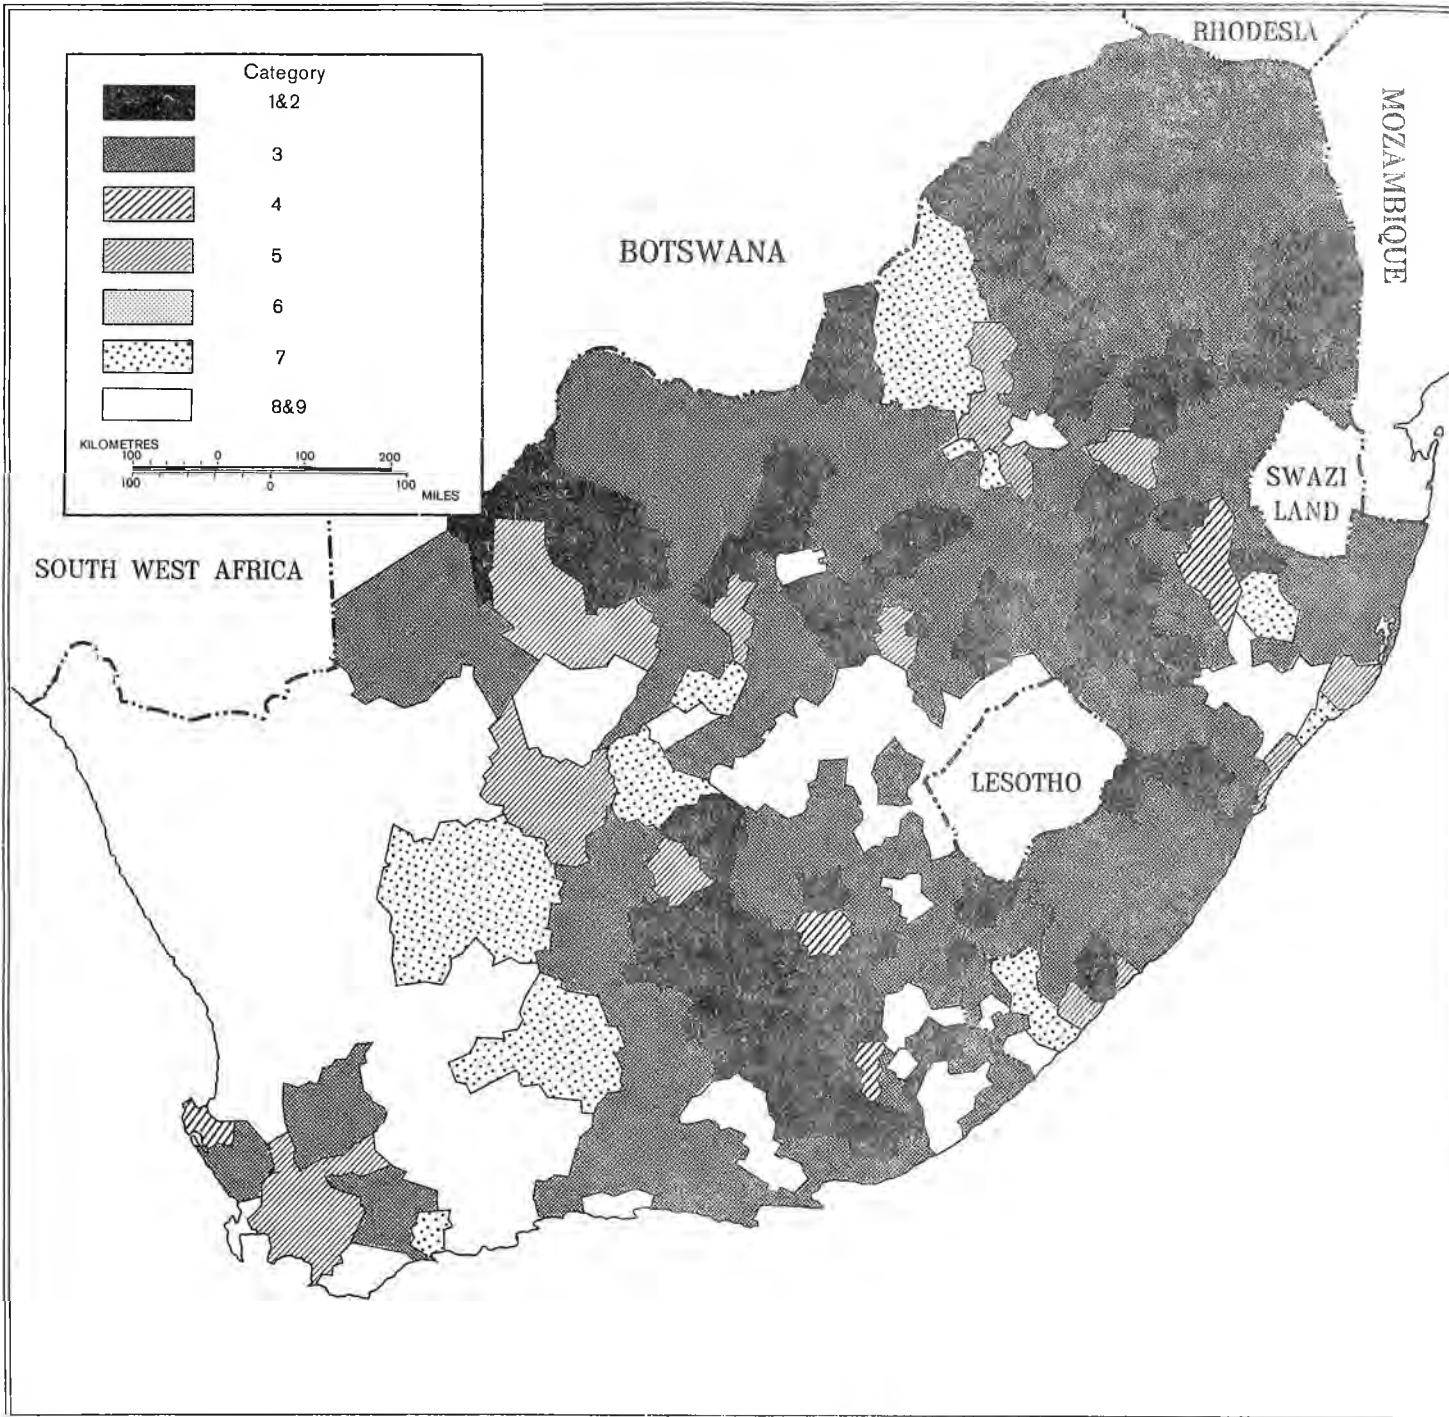 RHODESIA
MOZAMBIQUE
Category
1&2
3
4
5
6
7
8&9
KILOMETRES
100 0 100 200
100 0 100
MILES
BOTSWANA
SWAZI
LAND
SOUTH WEST AFRICA
LESOTHO